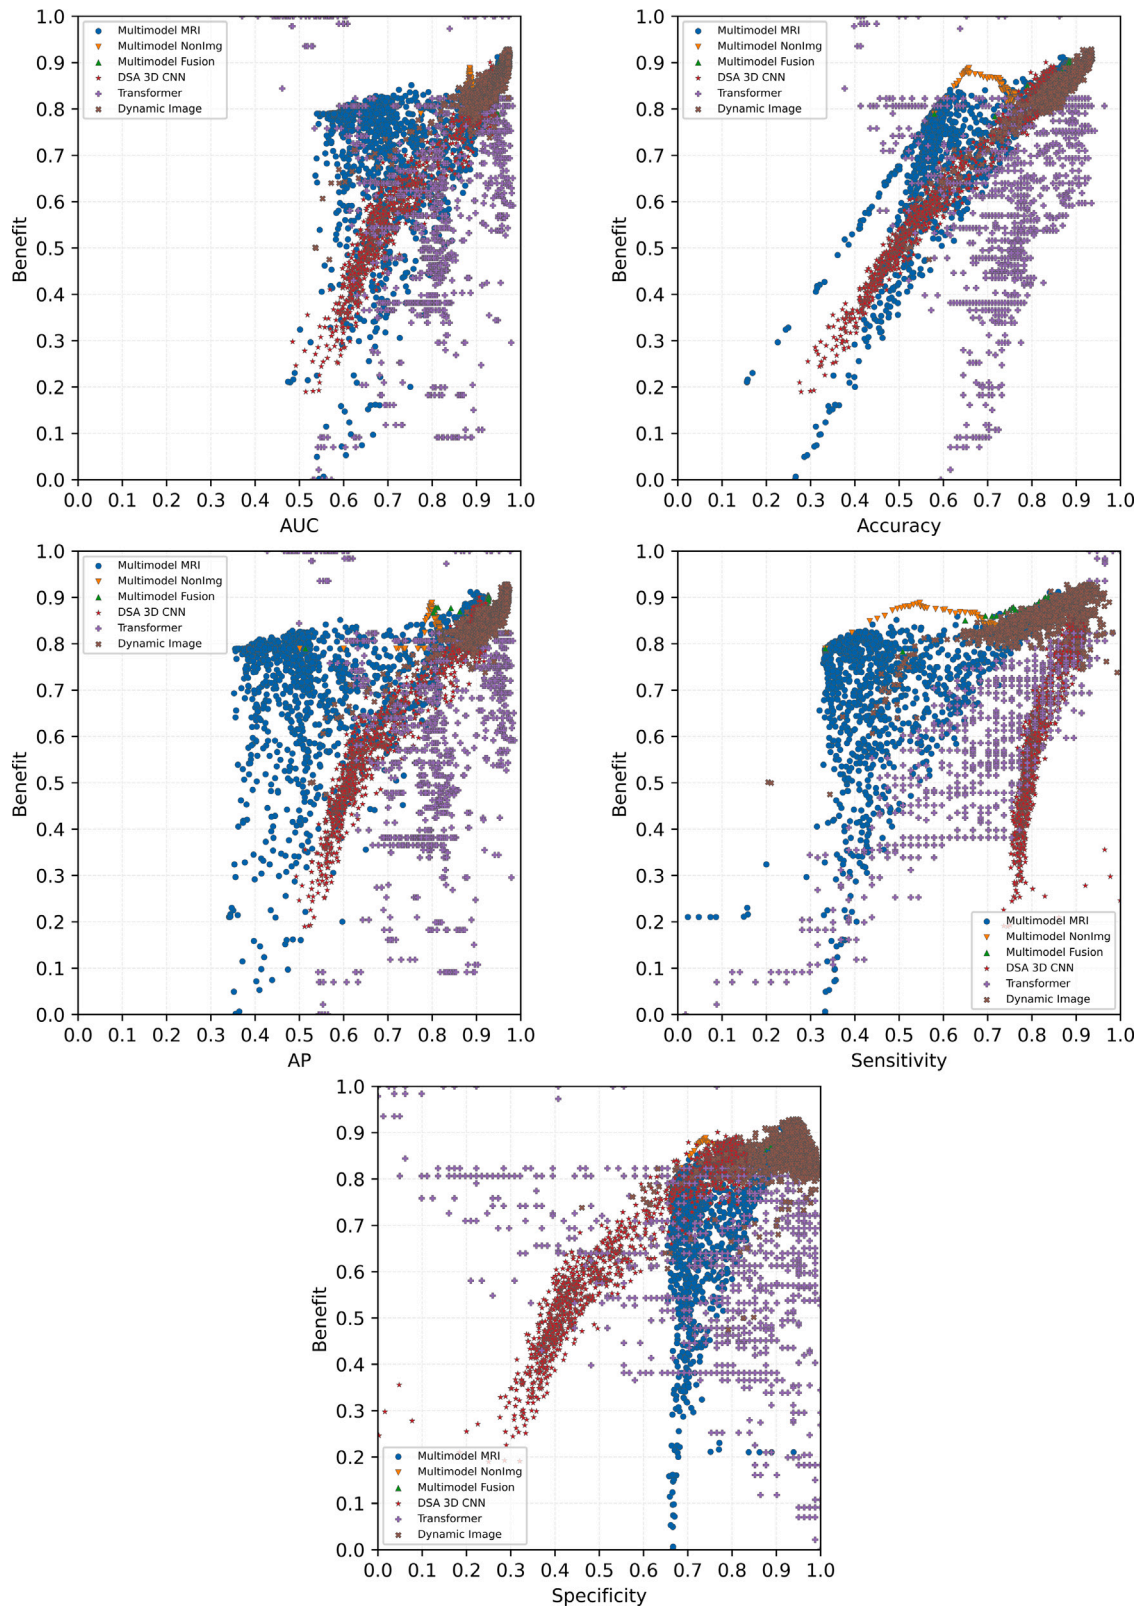 1.0
0.9
0.8
0.7
0.6
0.5
0.4
0.3
0.2
0.1
0.0
Benefit
Multimodel MRI
Multimodel NonImg
Multimodel Fusion
DSA 3D CNN
Transformer
Dynamic Image
0.0 0.1 0.2 0.3 0.4 0.5 0.6 0.7 0.8 0.9 1.0
AUC
1.0
0.9
0.8
0.7
0.6
0.5
0.4
0.3
0.2
0.1
0.0
Benefit
Multimodel MRI
Multimodel NonImg
Multimodel Fusion
DSA 3D CNN
Transformer
Dynamic Image
0.0 0.1 0.2 0.3 0.4 0.5 0.6 0.7 0.8 0.9 1.0
Accuracy
1.0
0.9
0.8
0.7
0.6
0.5
0.4
0.3
0.2
0.1
0.0
Benefit
Multimodel MRI
Multimodel NonImg
Multimodel Fusion
DSA 3D CNN
Transformer
Dynamic Image
0.0 0.1 0.2 0.3 0.4 0.5 0.6 0.7 0.8 0.9 1.0
AP
1.0
0.9
0.8
0.7
0.6
0.5
0.4
0.3
0.2
0.1
0.0
Benefit
Multimodel MRI
Multimodel NonImg
Multimodel Fusion
DSA 3D CNN
Transformer
Dynamic Image
0.0 0.1 0.2 0.3 0.4 0.5 0.6 0.7 0.8 0.9 1.0
Sensitivity
1.0
0.9
0.8
0.7
0.6
0.5
0.4
0.3
0.2
0.1
0.0
Benefit
Multimodel MRI
Multimodel NonImg
Multimodel Fusion
DSA 3D CNN
Transformer
Dynamic Image
0.0 0.1 0.2 0.3 0.4 0.5 0.6 0.7 0.8 0.9 1.0
Specificity